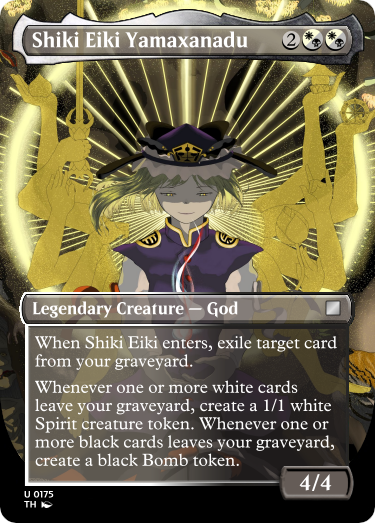 Shiki Eiki Yamaxanadu 2
Legendary Creature — God
When Shiki Eiki enters, exile target card
from your graveyard.
Whenever one or more white cards
leave your graveyard, create a 1/1 white
Spirit creature token. Whenever one or
more black cards leaves your graveyard,
create a black Bomb token.
4/4
U 0175
TH